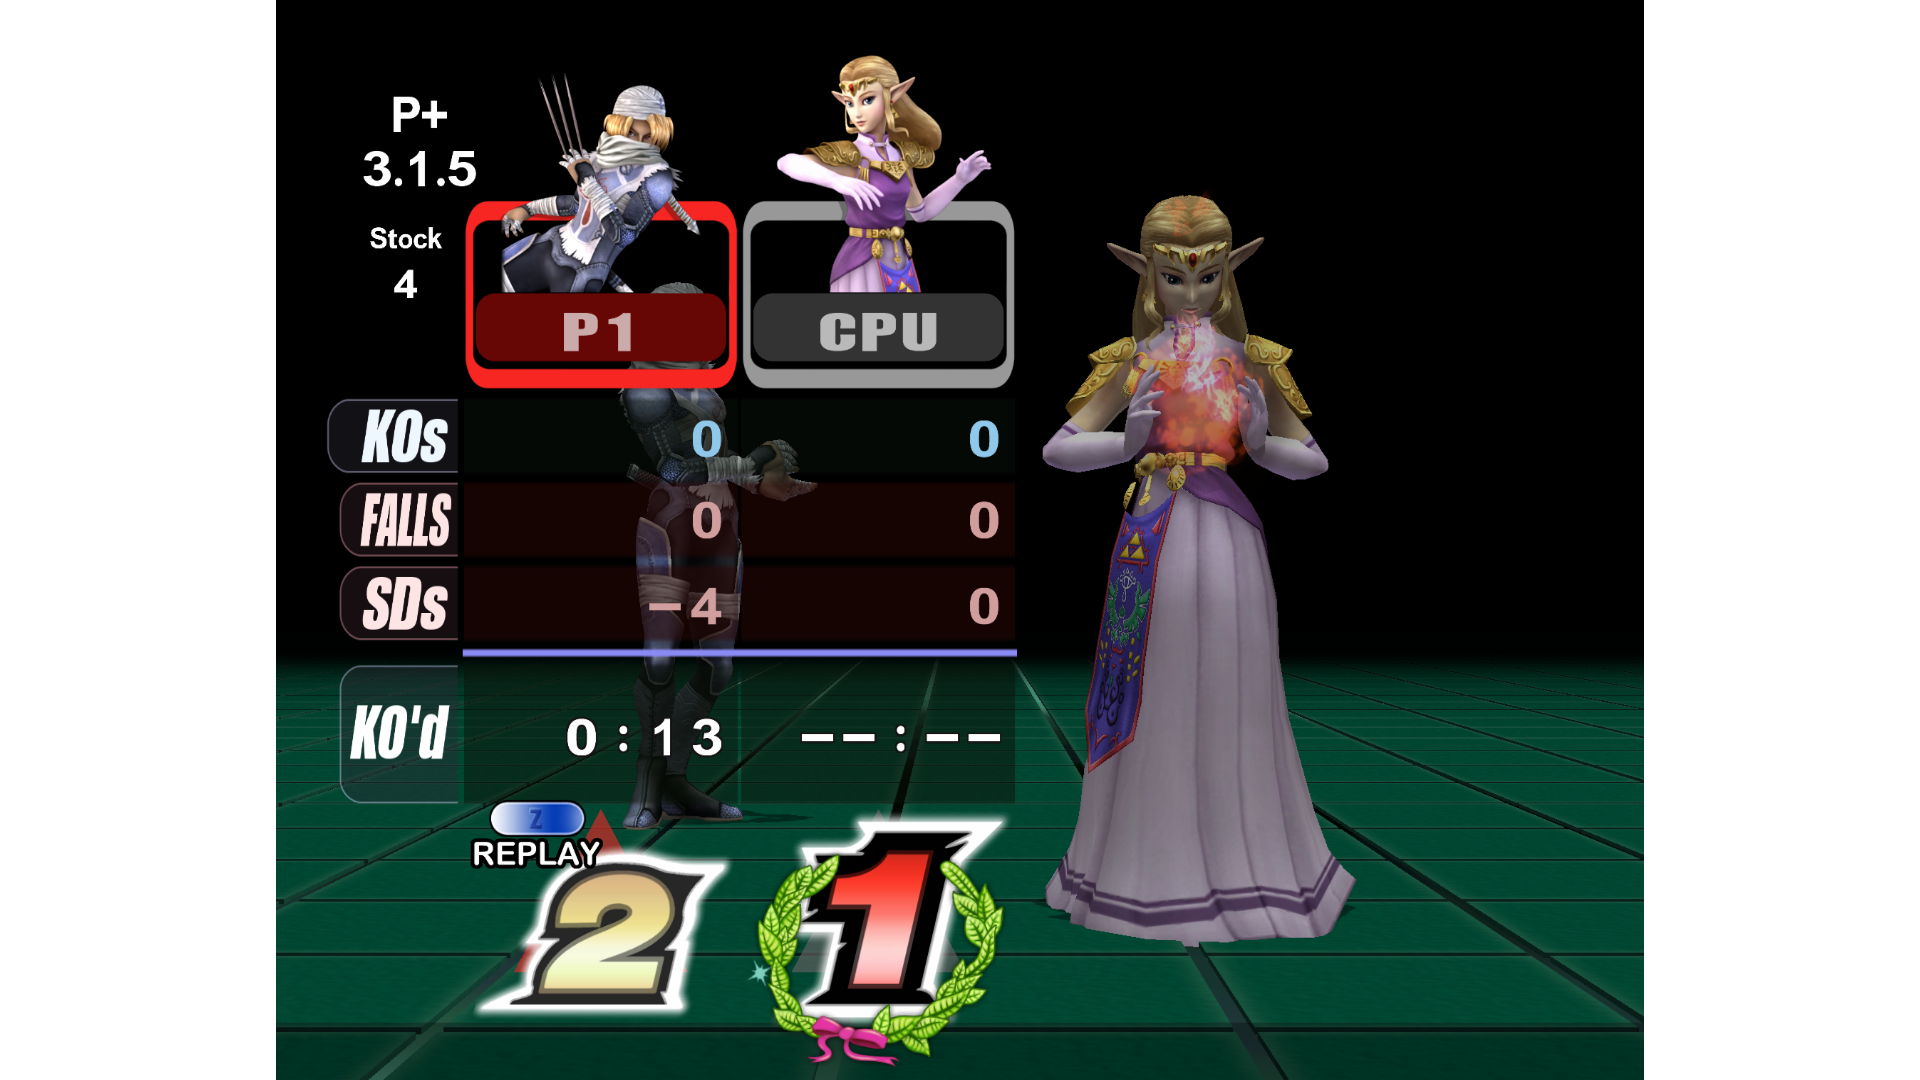 P+
3.1.5
Stock
4
P1 CPU
KOs 0 0
FALLS 0 0
SDs -4 0
KO'd 0:13 --:--
Z
REPLAY
2 1